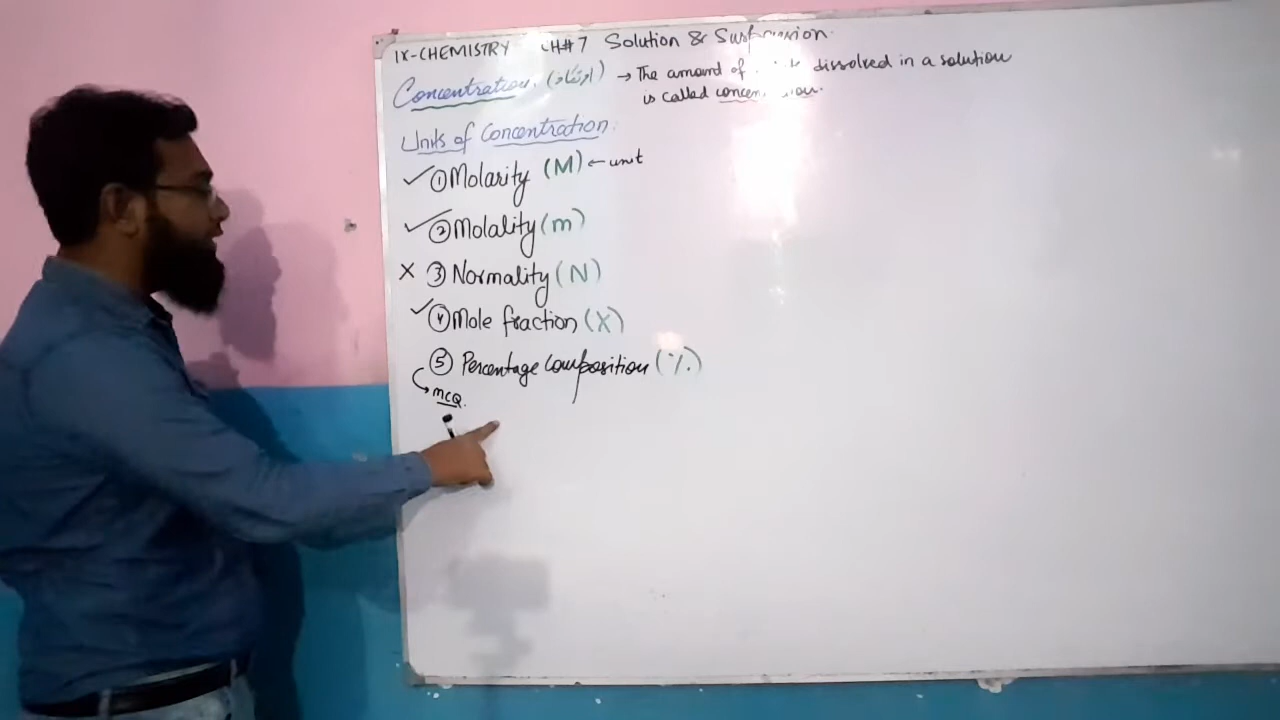 IX-CHEMISTRY CH#7 Solution & Suspension
Concentration. (ارتکاز) → The amount of dissolved in a solution
is called concen
Units of Concentration
✓ ① Molarity (M) ← unit
✓ ② Molality (m)
X ③ Normality (N)
✓ ④ Mole fraction (X)
⑤ Percentage composition (%)
↳ MCQ.